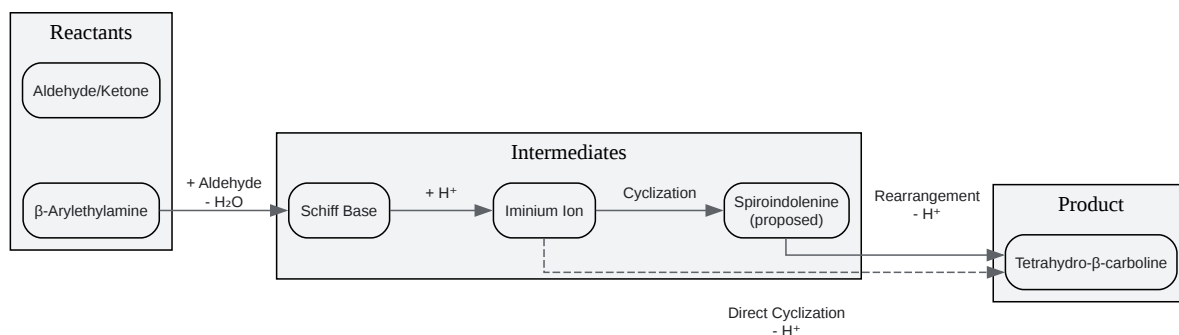 Reactants
Aldehyde/Ketone
β-Arylethylamine
+ Aldehyde
- H₂O
Intermediates
Schiff Base
+ H⁺
Iminium Ion
Cyclization
Spiroindolenine
(proposed)
Rearrangement
- H⁺
Direct Cyclization
- H⁺
Product
Tetrahydro-β-carboline